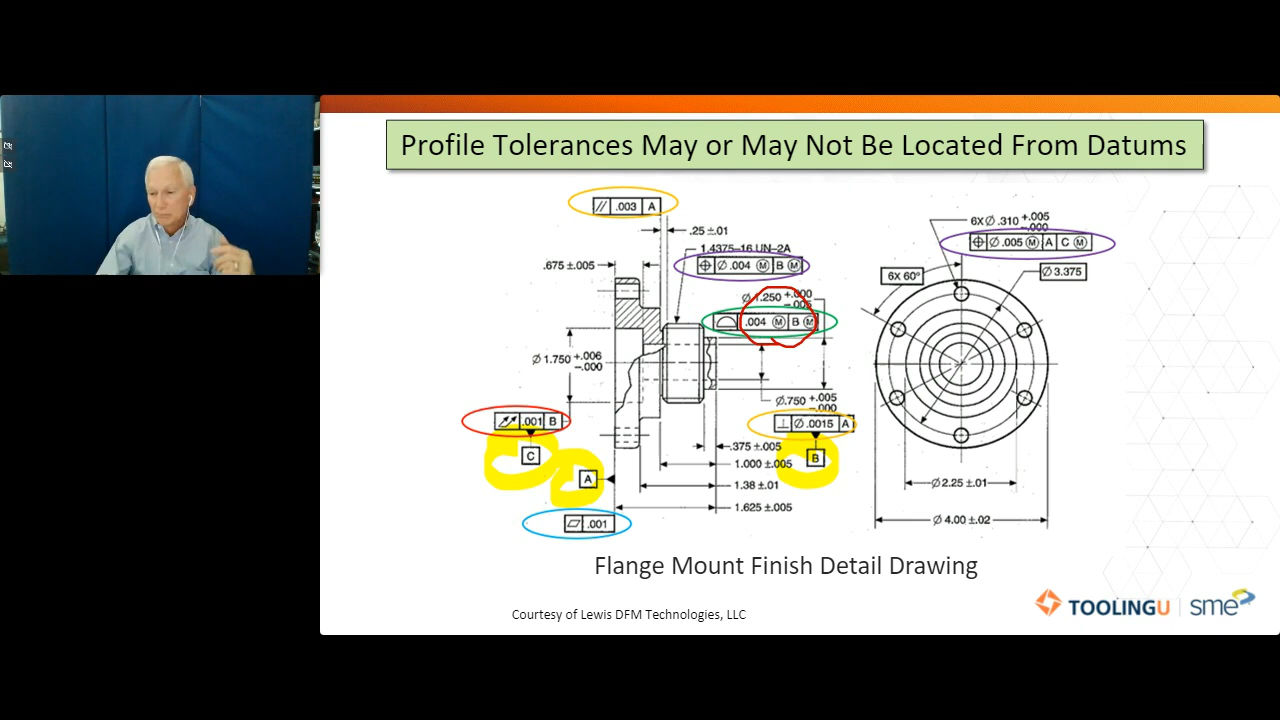 Profile Tolerances May or May Not Be Located From Datums
// .003 A
.25 ±.01
1.4375–16 UN–2A
⌖ Ø .004 Ⓜ B Ⓜ
.675 ±.005
Ø 1.250 +.000 –.005
⌓ .004 Ⓜ B Ⓜ
Ø 1.750 +.006 –.000
Ø.750 +.005 –.000
.001 B
C
⊥ Ø .0015 A
B
A
.375 ±.005
1.000 ±.005
1.38 ±.01
1.625 ±.005
⏥ .001
6X Ø .310 +.005 –.000
⌖ Ø .005 Ⓜ A C Ⓜ
6X 60°
Ø 3.375
Ø 2.25 ±.01
Ø 4.00 ±.02
Flange Mount Finish Detail Drawing
Courtesy of Lewis DFM Technologies, LLC
TOOLINGU | sme